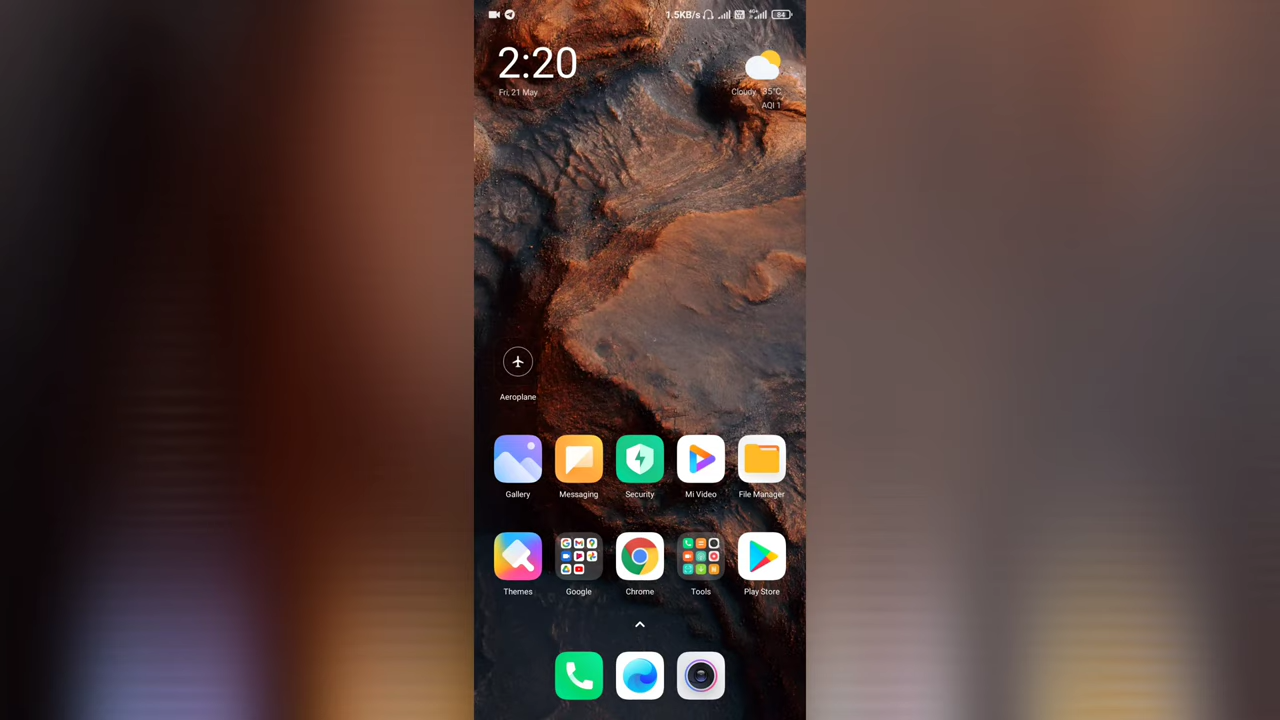 1.5KB/s 84
2:20
Fri, 21 May
Cloudy 35°C
AQI 1
Aeroplane
Gallery Messaging Security Mi Video File Manager
Themes Google Chrome Tools Play Store